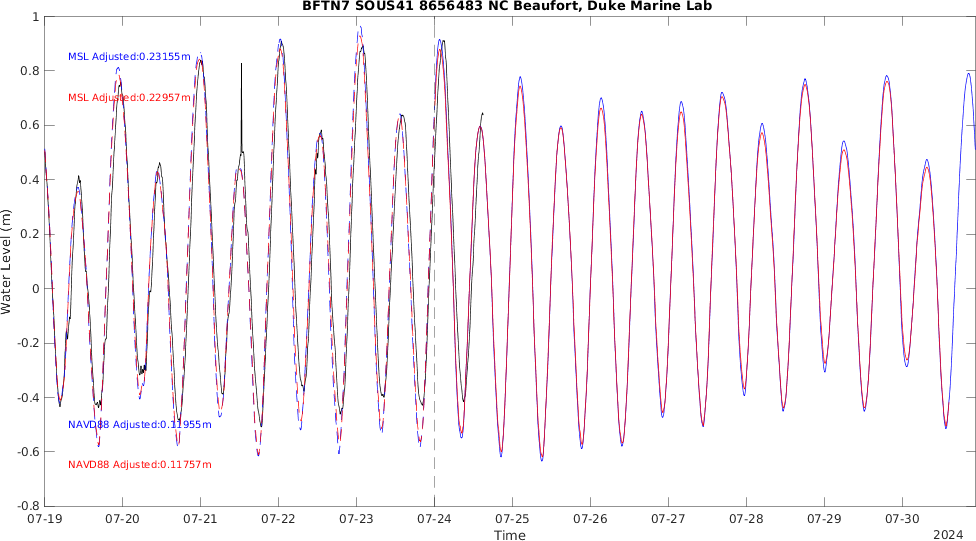 BFTN7 SOUS41 8656483 NC Beaufort, Duke Marine Lab
1
0.8
0.6
0.4
0.2
0
-0.2
-0.4
-0.6
-0.8
Water Level (m)
MSL Adjusted:0.23155m
MSL Adjusted:0.22957m
NAVD88 Adjusted:0.11955m
NAVD88 Adjusted:0.11757m
07-19 07-20 07-21 07-22 07-23 07-24 07-25 07-26 07-27 07-28 07-29 07-30
Time
2024